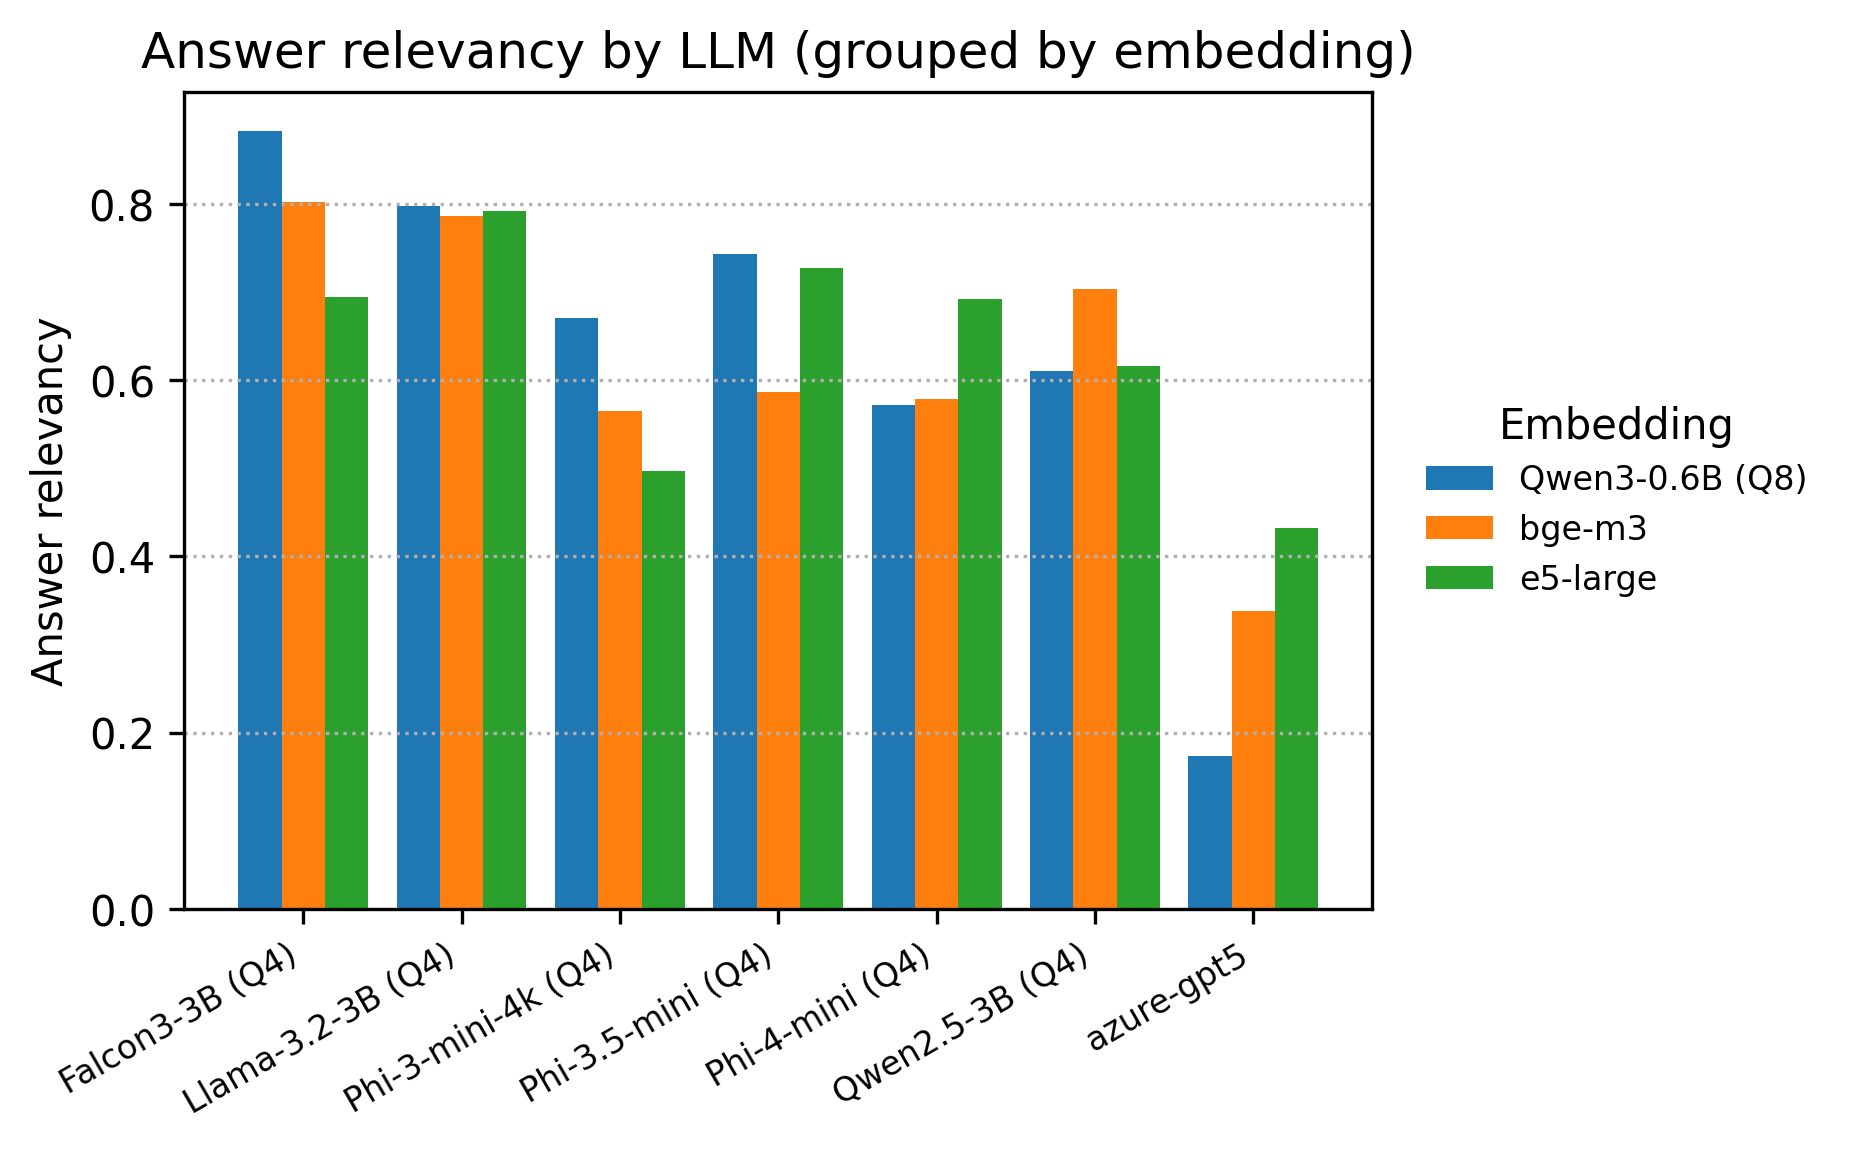 Answer relevancy by LLM (grouped by embedding)
Answer relevancy
0.8
0.6
0.4
0.2
0.0
Falcon3-3B (Q4)
Llama-3.2-3B (Q4)
Phi-3-mini-4k (Q4)
Phi-3.5-mini (Q4)
Phi-4-mini (Q4)
Qwen2.5-3B (Q4)
azure-gpt5
Embedding
Qwen3-0.6B (Q8)
bge-m3
e5-large